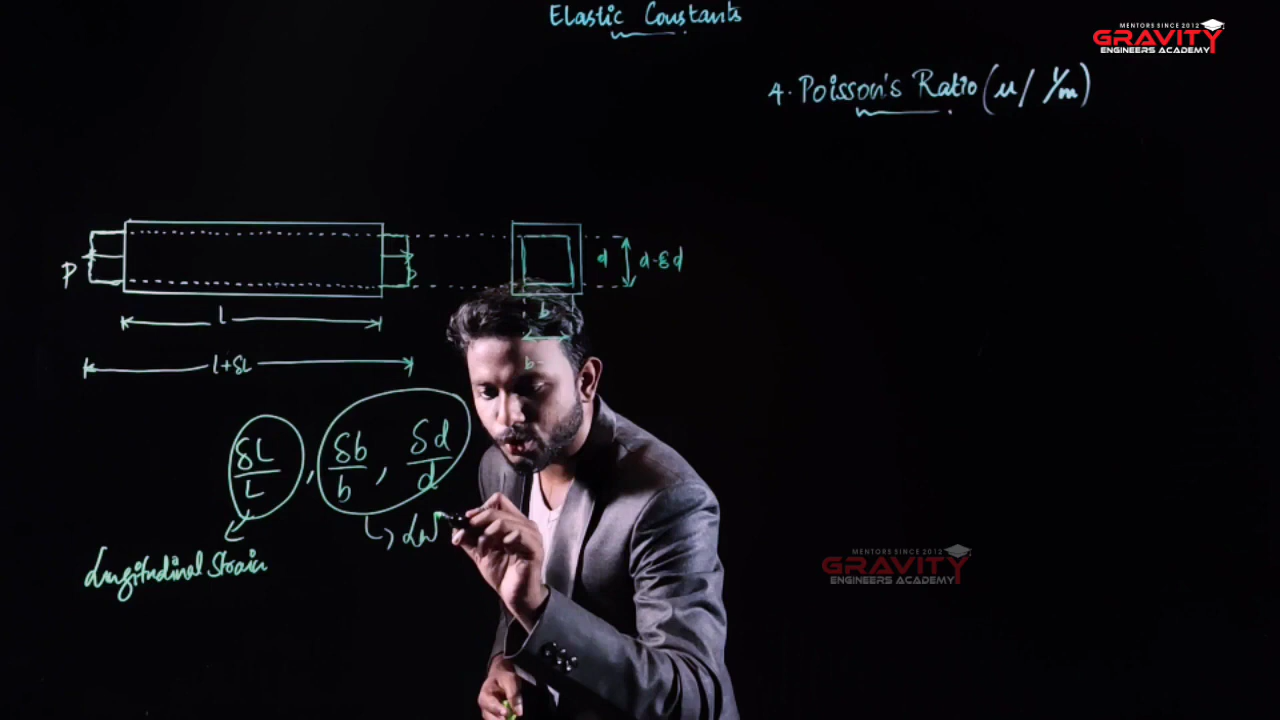 Elastic Constants
MENTORS SINCE 2012
GRAVITY
ENGINEERS ACADEMY
4. Poisson's Ratio (μ/ 1/m)
P
P
d
d-δd
b
b-
L
L+δL
δL/L , δb/b , δd/d
Longitudinal Strain
MENTORS SINCE 2012
GRAVITY
ENGINEERS ACADEMY